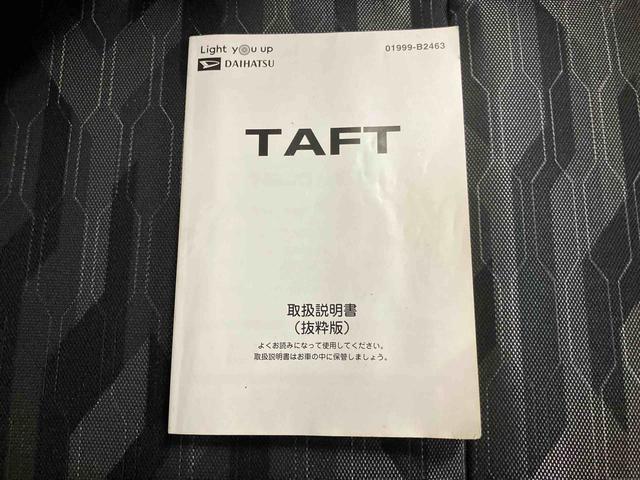 Light you up
01999-B2463
DAIHATSU
TAFT
取扱説明書
（抜粋版）
よくお読みになって使用してください。
取扱説明書はお車の中に保管しましょう。